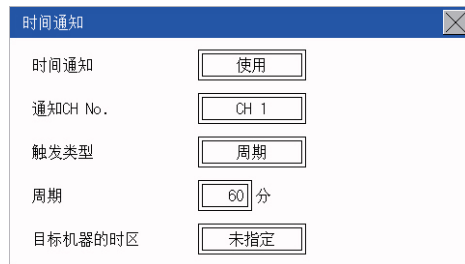 时间通知
时间通知 使用
通知CH No. CH 1
触发类型 周期
周期 60 分
目标机器的时区 未指定